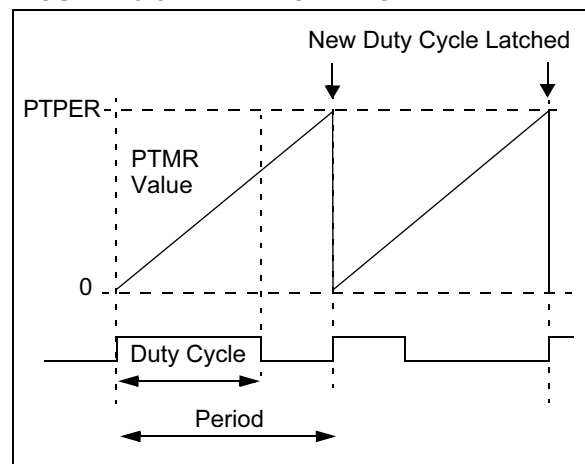 New Duty Cycle Latched
PTPER
PTMR
Value
0
Duty Cycle
Period